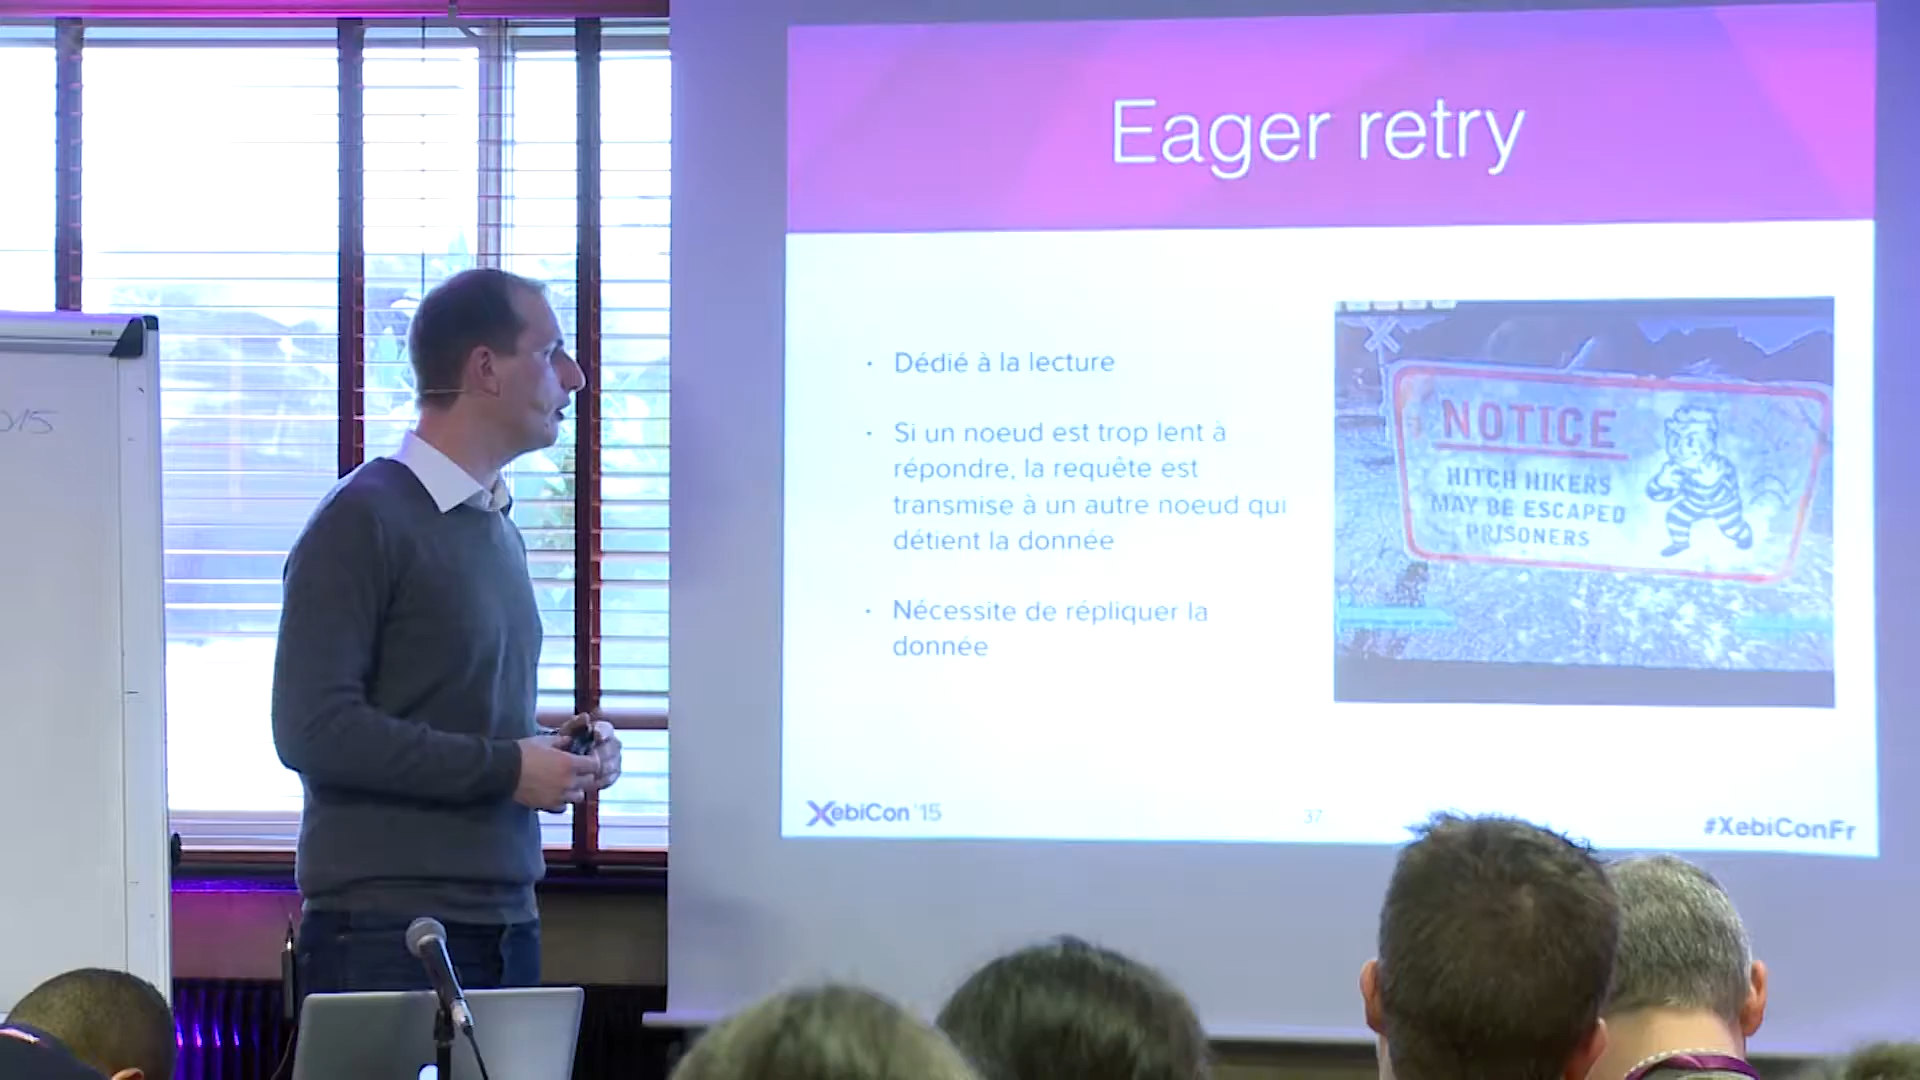 Eager retry
Dédié à la lecture
Si un noeud est trop lent à
répondre, la requête est
transmise à un autre noeud qui
détient la donnée
Nécessite de répliquer la
donnée
NOTICE
HITCH HIKERS
MAY BE ESCAPED
PRISONERS
XebiCon '15
37
#XebiConFr